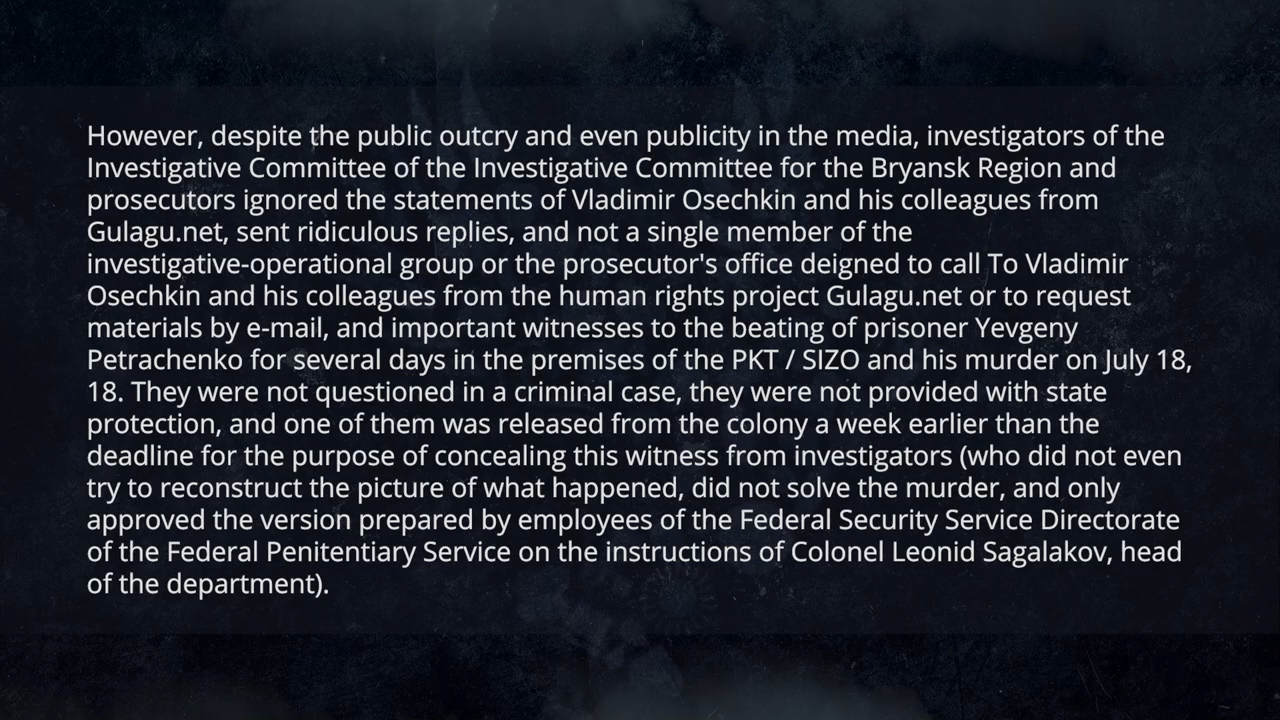 However, despite the public outcry and even publicity in the media, investigators of the
Investigative Committee of the Investigative Committee for the Bryansk Region and
prosecutors ignored the statements of Vladimir Osechkin and his colleagues from
Gulagu.net, sent ridiculous replies, and not a single member of the
investigative-operational group or the prosecutor's office deigned to call To Vladimir
Osechkin and his colleagues from the human rights project Gulagu.net or to request
materials by e-mail, and important witnesses to the beating of prisoner Yevgeny
Petrachenko for several days in the premises of the PKT / SIZO and his murder on July 18,
18. They were not questioned in a criminal case, they were not provided with state
protection, and one of them was released from the colony a week earlier than the
deadline for the purpose of concealing this witness from investigators (who did not even
try to reconstruct the picture of what happened, did not solve the murder, and only
approved the version prepared by employees of the Federal Security Service Directorate
of the Federal Penitentiary Service on the instructions of Colonel Leonid Sagalakov, head
of the department).